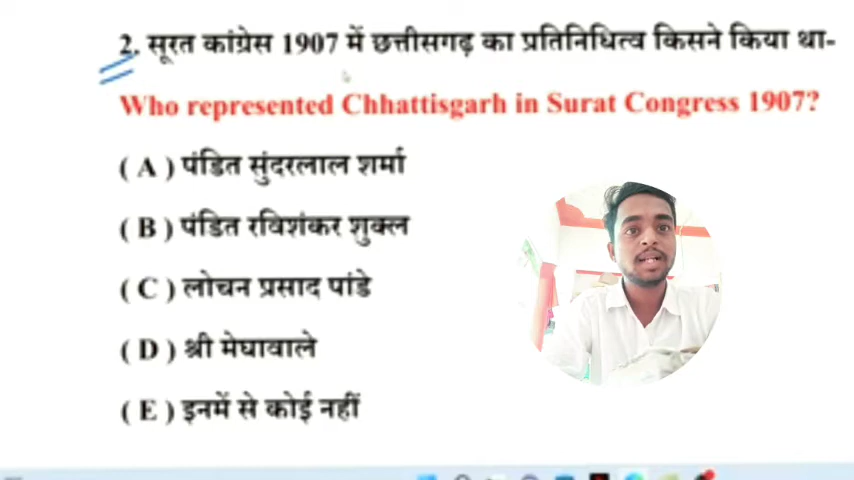 2. सूरत कांग्रेस 1907 में छत्तीसगढ़ का प्रतिनिधित्व किसने किया था-
Who represented Chhattisgarh in Surat Congress 1907?
( A ) पंडित सुंदरलाल शर्मा
( B ) पंडित रविशंकर शुक्ल
( C ) लोचन प्रसाद पांडे
( D ) श्री मेघावाले
( E ) इनमें से कोई नहीं